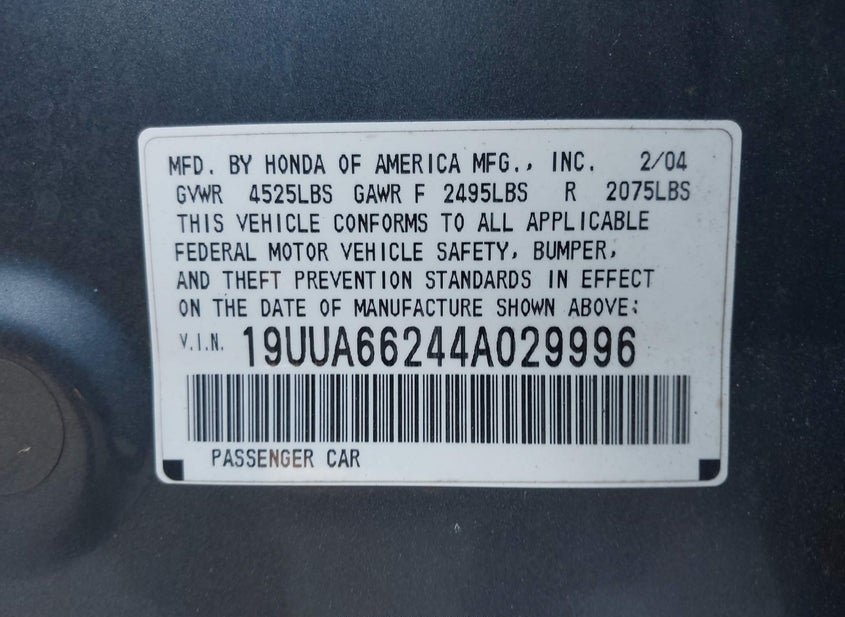 MFD. BY HONDA OF AMERICA MFG., INC. 2/04
GVWR 4525LBS GAWR F 2495LBS R 2075LBS
THIS VEHICLE CONFORMS TO ALL APPLICABLE
FEDERAL MOTOR VEHICLE SAFETY, BUMPER,
AND THEFT PREVENTION STANDARDS IN EFFECT
ON THE DATE OF MANUFACTURE SHOWN ABOVE:
V.I.N. 19UUA66244A029996
PASSENGER CAR